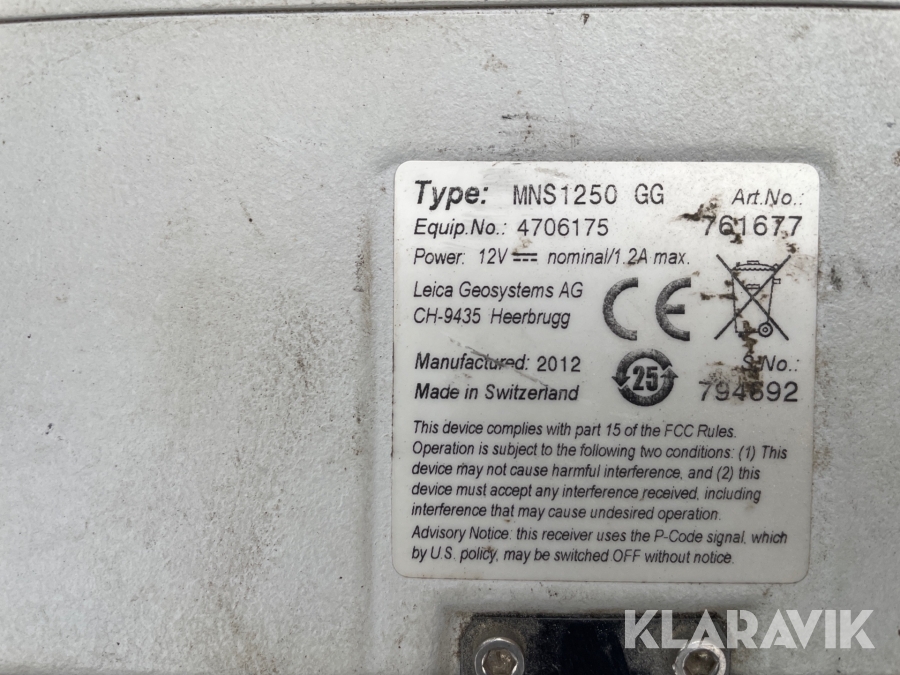 Type: MNS1250 GG Art.No.:
Equip.No.: 4706175 761677
Power: 12V nominal/1.2A max.
Leica Geosystems AG
CH-9435 Heerbrugg
CE
Manufactured: 2012 S.No.:
25
Made in Switzerland
This device complies with part 15 of the FCC Rules.
Operation is subject to the following two conditions: (1) This
device may not cause harmful interference, and (2) this
device must accept any interference received, including
interference that may cause undesired operation.
Advisory Notice: this receiver uses the P-Code signal, which
by U.S. policy, may be switched OFF without notice.
KLARAVIK